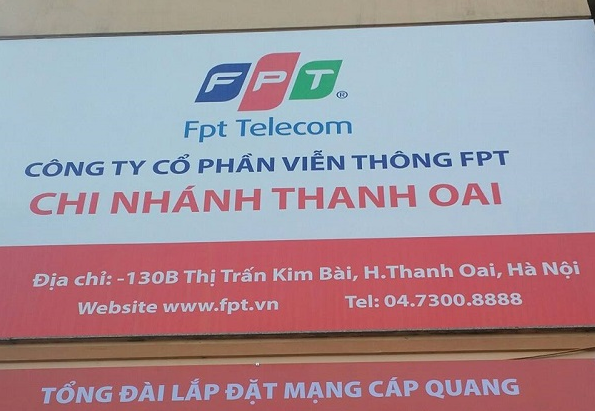 FPT®
Fpt Telecom
CÔNG TY CỔ PHẦN VIỄN THÔNG FPT
CHI NHÁNH THANH OAI
Địa chỉ: -130B Thị Trấn Kim Bài, H.Thanh Oai, Hà Nội
Website www.fpt.vn Tel: 04.7300.8888
TỔNG ĐÀI LẮP ĐẶT MẠNG CÁP QUANG